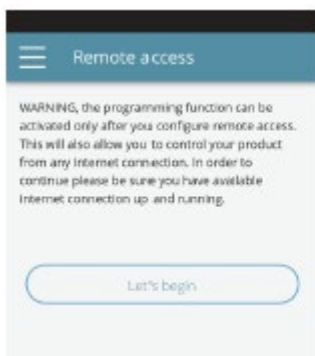 Remote access
WARNING, the programming function can be
activated only after you configure remote access.
This will also allow you to control your product
from any Internet connection. In order to
continue please be sure you have available
Internet connection up and running.
Let's begin